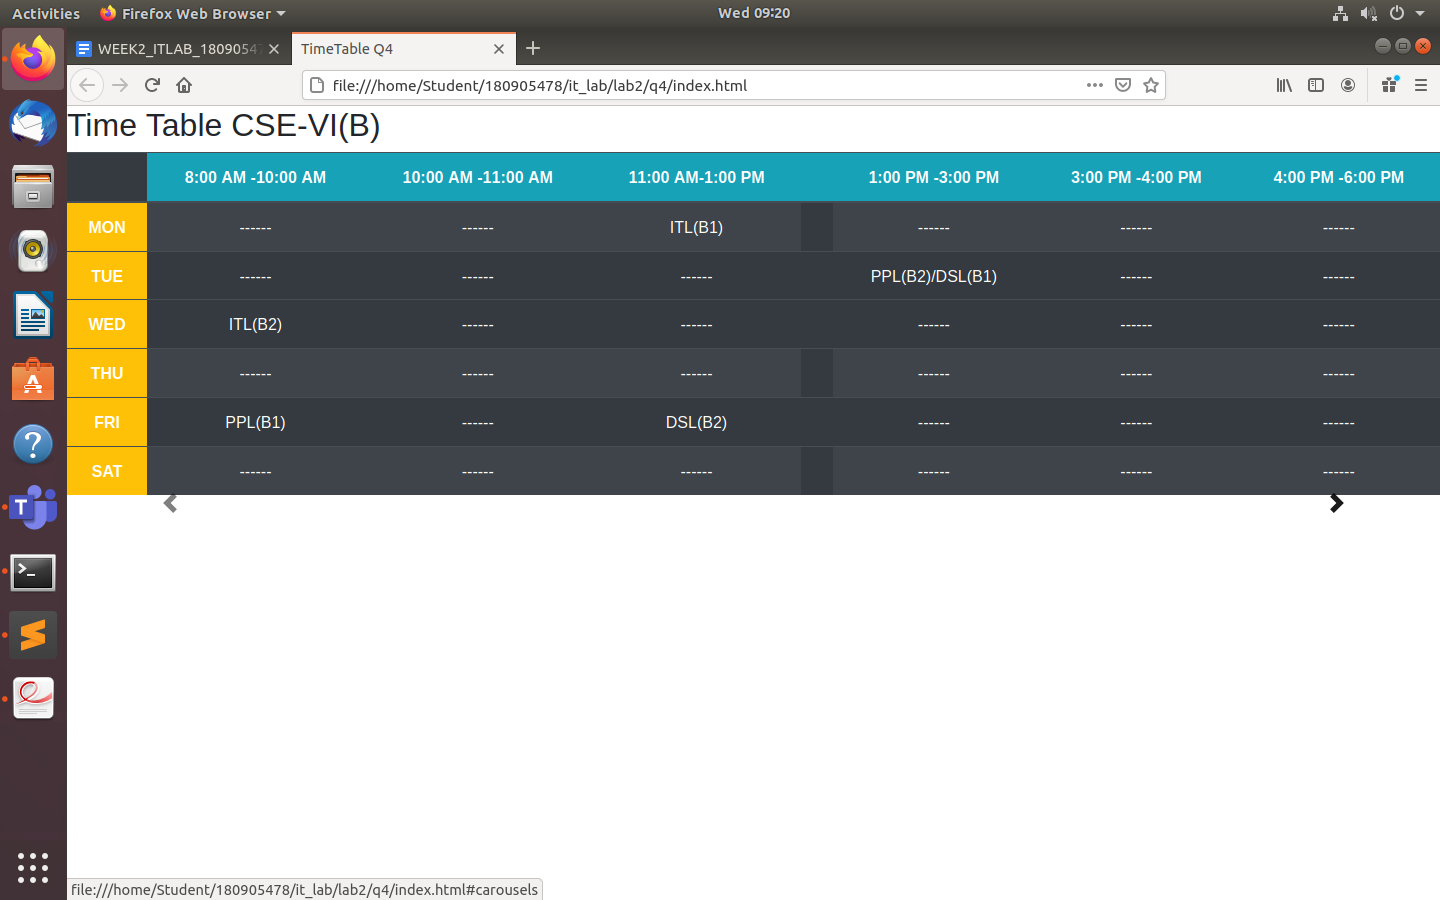 Activities Firefox Web Browser Wed 09:20
WEEK2_ITLAB_18090547 TimeTable Q4
file:///home/Student/180905478/it_lab/lab2/q4/index.html
Time Table CSE-VI(B)
8:00 AM -10:00 AM 10:00 AM -11:00 AM 11:00 AM-1:00 PM 1:00 PM -3:00 PM 3:00 PM -4:00 PM 4:00 PM -6:00 PM
MON ------ ------ ITL(B1) ------ ------ ------
TUE ------ ------ ------ PPL(B2)/DSL(B1) ------ ------
WED ITL(B2) ------ ------ ------ ------ ------
THU ------ ------ ------ ------ ------ ------
FRI PPL(B1) ------ DSL(B2) ------ ------ ------
SAT ------ ------ ------ ------ ------ ------
file:///home/Student/180905478/it_lab/lab2/q4/index.html#carousels